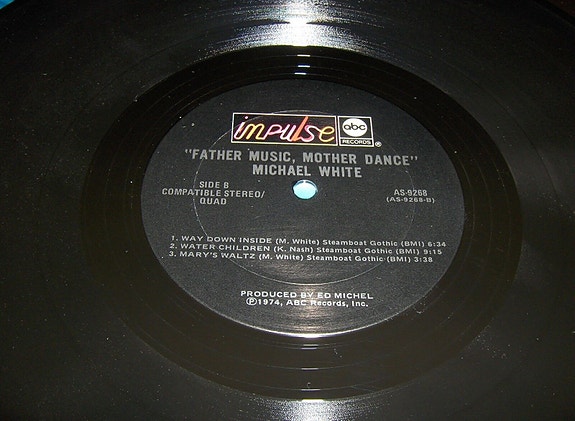 impulse
abc
RECORDS ®
"FATHER MUSIC, MOTHER DANCE"
MICHAEL WHITE
SIDE B
COMPATIBLE STEREO/
QUAD
AS-9268
(AS-9268-B)
1. WAY DOWN INSIDE (M. White) Steamboat Gothic (BMI) 6:34
2. WATER CHILDREN (K. Nash) Steamboat Gothic (BMI) 9:15
3. MARY'S WALTZ (M. White) Steamboat Gothic (BMI) 3:38
PRODUCED BY ED MICHEL
Ⓟ1974, ABC Records, Inc.